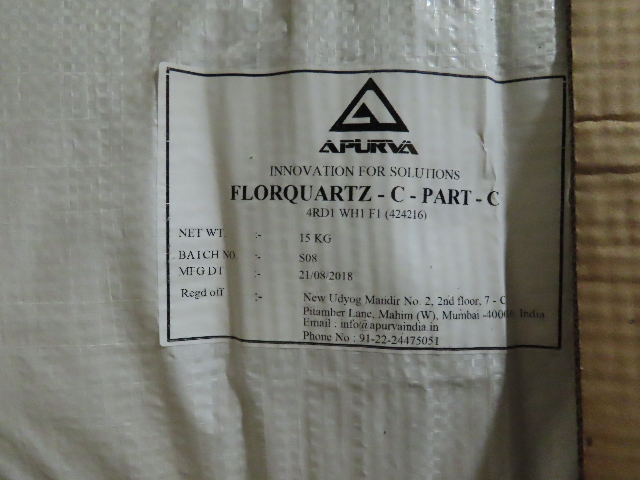 APURVA
INNOVATION FOR SOLUTIONS
FLORQUARTZ - C - PART - C
4RD1 WH1 F1 (424216)
NET WT. :- 15 KG
BATCH NO. :- S08
MFG DT :- 21/08/2018
Regd off :- New Udyog Mandir No. 2, 2nd floor, 7 - C
Pitamber Lane, Mahim (W), Mumbai India
Email : info@apurvaindia.in
Phone No : 91-22-24475051